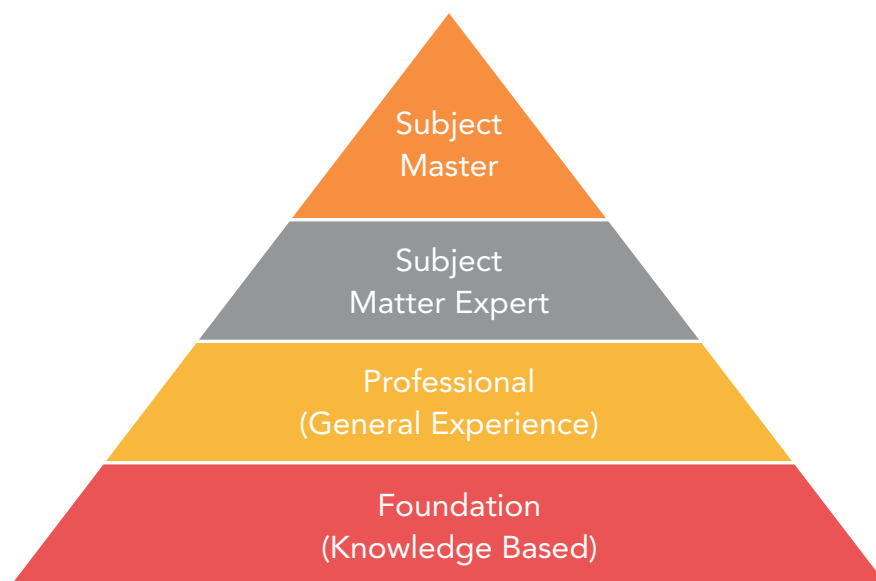 Subject
Master
Subject
Matter Expert
Professional
(General Experience)
Foundation
(Knowledge Based)